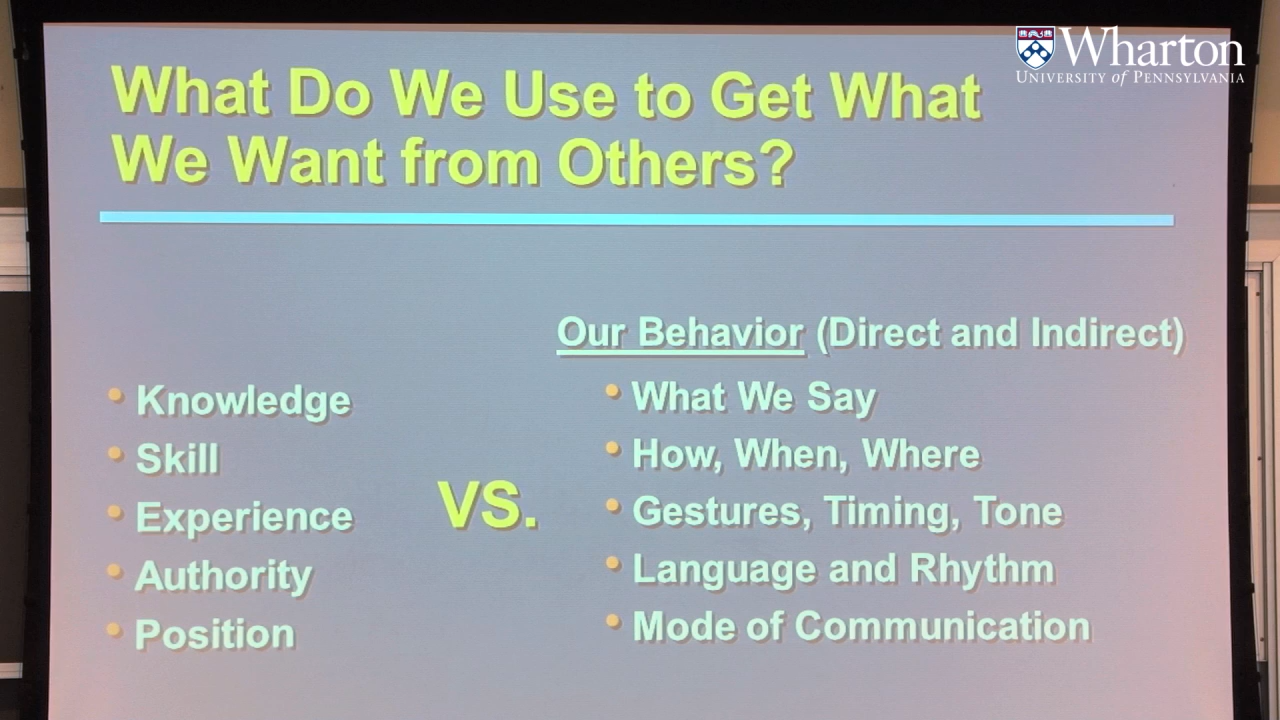 Wharton
UNIVERSITY of PENNSYLVANIA
What Do We Use to Get What
We Want from Others?
• Knowledge
• Skill
• Experience
• Authority
• Position
VS.
Our Behavior (Direct and Indirect)
• What We Say
• How, When, Where
• Gestures, Timing, Tone
• Language and Rhythm
• Mode of Communication